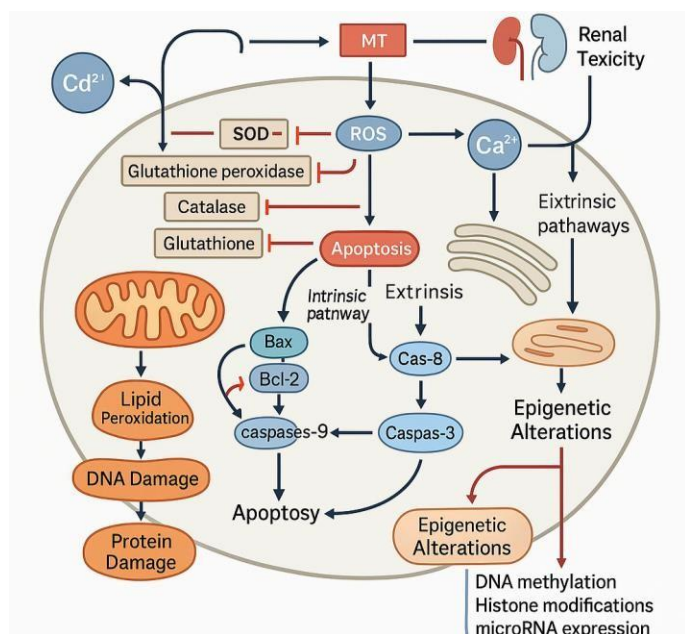 MT
Renal
Texicity
Cd²⁺
SOD
ROS
Ca²⁺
Glutathione peroxidase
Catalase
Eixtrinsic
pathaways
Glutathione
Apoptosis
Intrinsic
patnway
Extrinsis
Bax
Cas-8
Bcl-2
Lipid
Peroxidation
Epigenetic
Alterations
caspases-9
Caspas-3
DNA Damage
Apoptosy
Epigenetic
Alterations
Protein
Damage
DNA methylation
Histone modifications
microRNA expression